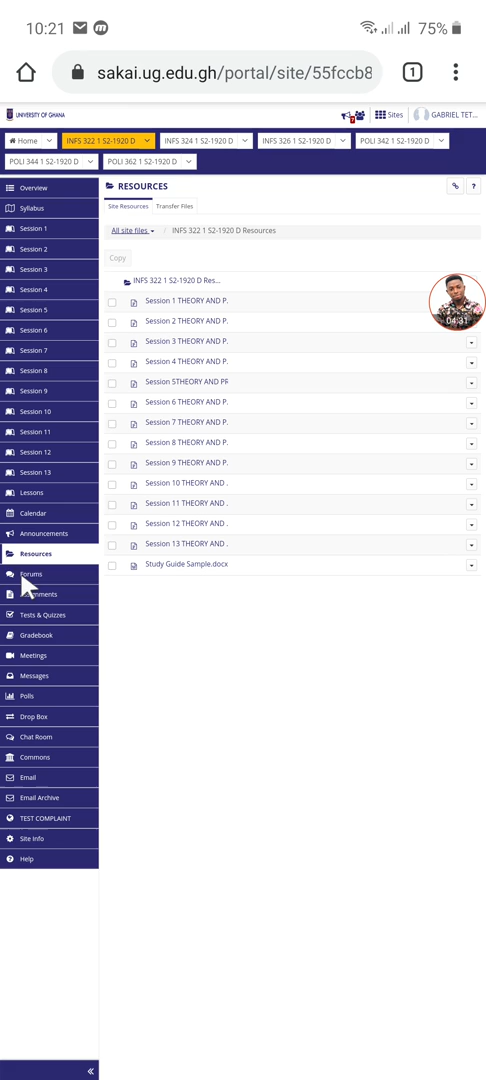 10:21
75%
sakai.ug.edu.gh/portal/site/55fccb8
1
UNIVERSITY OF GHANA
7
Sites
GABRIEL TET...
Home
INFS 322 1 S2-1920 D
INFS 324 1 S2-1920 D
INFS 326 1 S2-1920 D
POLI 342 1 S2-1920 D
POLI 344 1 S2-1920 D
POLI 362 1 S2-1920 D
Overview
Syllabus
Session 1
Session 2
Session 3
Session 4
Session 5
Session 6
Session 7
Session 8
Session 9
Session 10
Session 11
Session 12
Session 13
Lessons
Calendar
Announcements
Resources
Forums
Tests & Quizzes
Gradebook
Meetings
Messages
Polls
Drop Box
Chat Room
Commons
Email
Email Archive
TEST COMPLAINT
Site Info
Help
RESOURCES
?
Site Resources
Transfer Files
All site files / INFS 322 1 S2-1920 D Resources
Copy
INFS 322 1 S2-1920 D Res...
Session 1 THEORY AND P.
Session 2 THEORY AND P.
Session 3 THEORY AND P.
Session 4 THEORY AND P.
Session 5THEORY AND PF
Session 6 THEORY AND P.
Session 7 THEORY AND P.
Session 8 THEORY AND P.
Session 9 THEORY AND P.
Session 10 THEORY AND .
Session 11 THEORY AND .
Session 12 THEORY AND .
Session 13 THEORY AND .
Study Guide Sample.docx
04:31